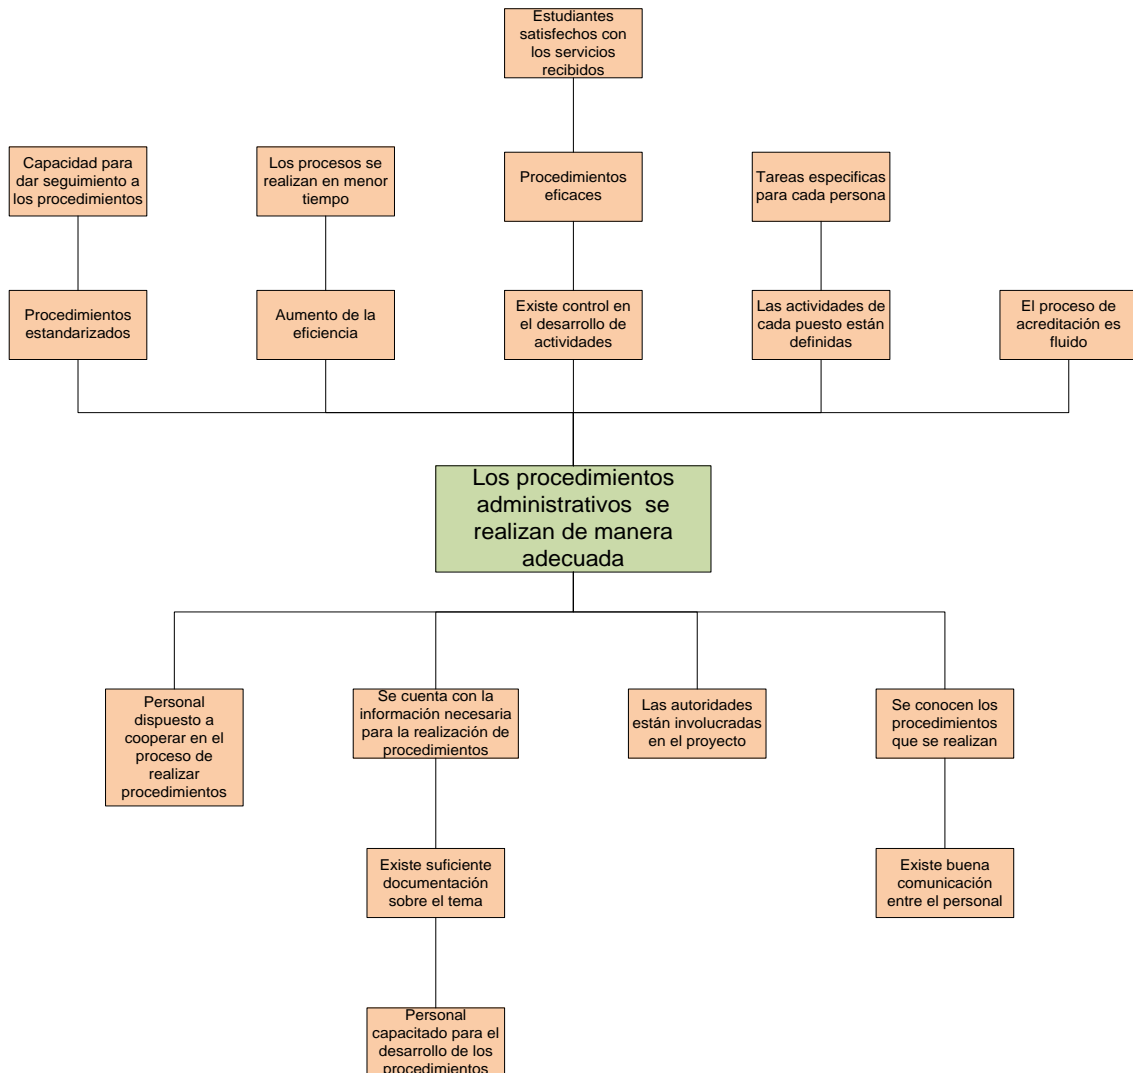 Estudiantes
satisfechos con
los servicios
recibidos
Capacidad para
dar seguimiento a
los procedimientos
Los procesos se
realizan en menor
tiempo
Procedimientos
eficaces
Tareas especificas
para cada persona
Procedimientos
estandarizados
Aumento de la
eficiencia
Existe control en
el desarrollo de
actividades
Las actividades de
cada puesto están
definidas
El proceso de
acreditación es
fluido
Los procedimientos
administrativos se
realizan de manera
adecuada
Personal
dispuesto a
cooperar en el
proceso de
realizar
procedimientos
Se cuenta con la
información necesaria
para la realización de
procedimientos
Las autoridades
están involucradas
en el proyecto
Se conocen los
procedimientos
que se realizan
Existe suficiente
documentación
sobre el tema
Existe buena
comunicación
entre el personal
Personal
capacitado para el
desarrollo de los
procedimientos